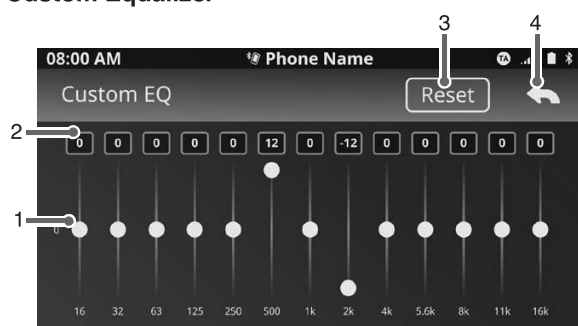 3 4
08:00 AM Phone Name TA
Custom EQ Reset
2 0 0 0 0 0 12 0 -12 0 0 0 0 0
1 0
16 32 63 125 250 500 1k 2k 4k 5.6k 8k 11k 16k